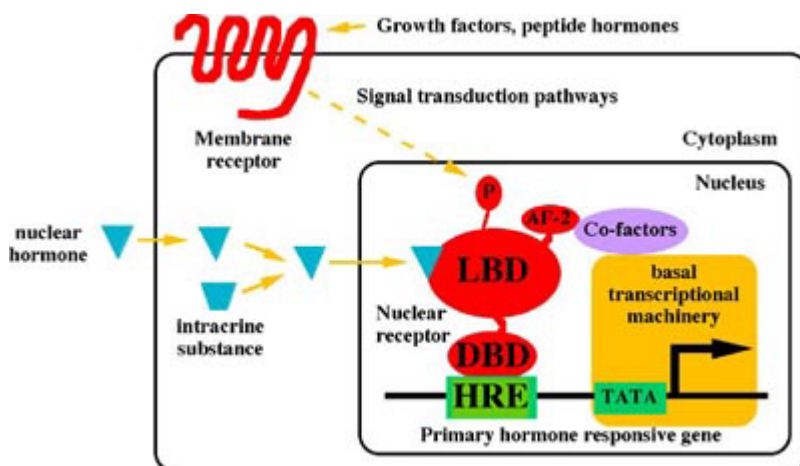 Growth factors, peptide hormones
Signal transduction pathways
Membrane
receptor
Cytoplasm
Nucleus
P
AF-2
Co-factors
nuclear
hormone
LBD
basal
transcriptional
machinery
Nuclear
receptor
intracrine
substance
DBD
HRE
TATA
Primary hormone responsive gene